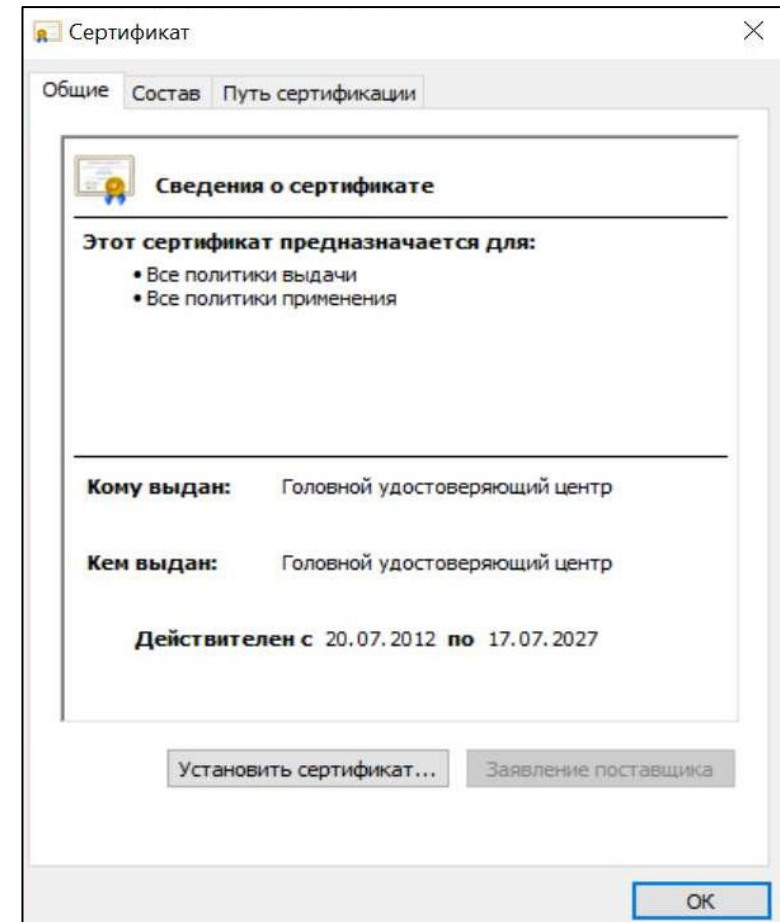 Сертификат
Общие Состав Путь сертификации
Сведения о сертификате
Этот сертификат предназначается для:
• Все политики выдачи
• Все политики применения
Кому выдан: Головной удостоверяющий центр
Кем выдан: Головной удостоверяющий центр
Действителен с 20.07.2012 по 17.07.2027
Установить сертификат... Заявление поставщика
ОК